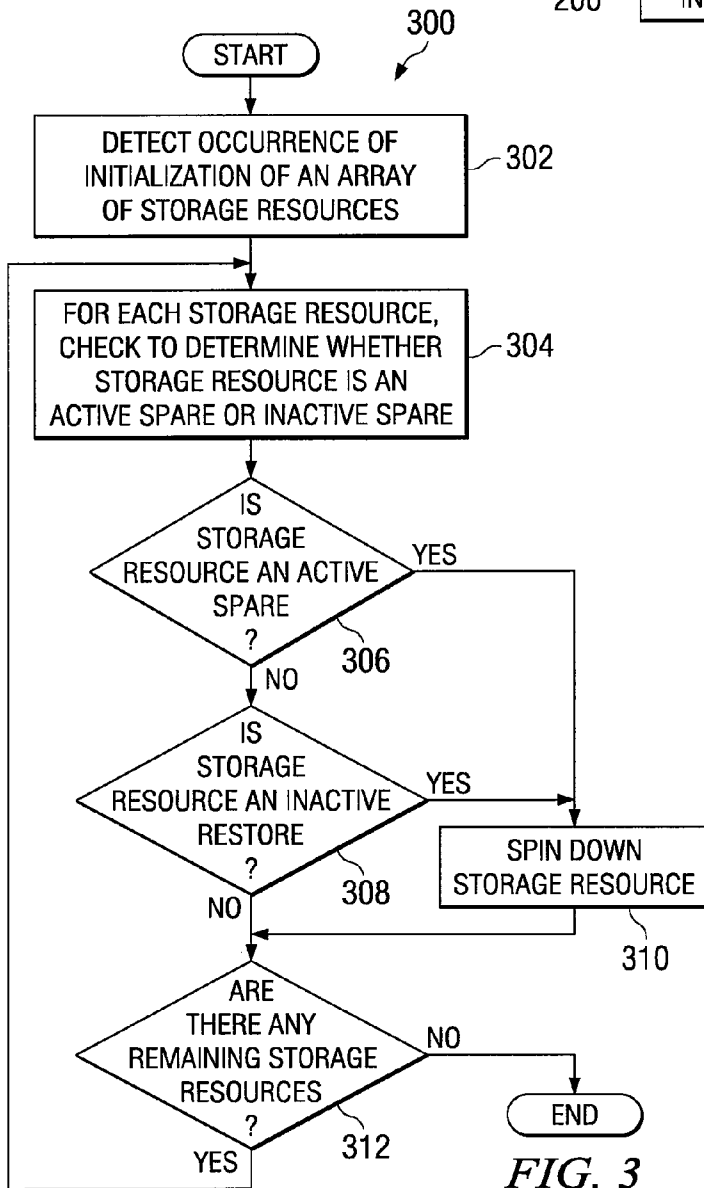 200
IN
300
START
DETECT OCCURRENCE OF
INITIALIZATION OF AN ARRAY
OF STORAGE RESOURCES
302
FOR EACH STORAGE RESOURCE,
CHECK TO DETERMINE WHETHER
STORAGE RESOURCE IS AN
ACTIVE SPARE OR INACTIVE SPARE
304
IS
STORAGE
RESOURCE AN ACTIVE
SPARE
?
YES
306
NO
IS
STORAGE
RESOURCE AN INACTIVE
RESTORE
?
YES
308
NO
SPIN DOWN
STORAGE RESOURCE
310
ARE
THERE ANY
REMAINING STORAGE
RESOURCES
?
NO
312
YES
END
FIG. 3